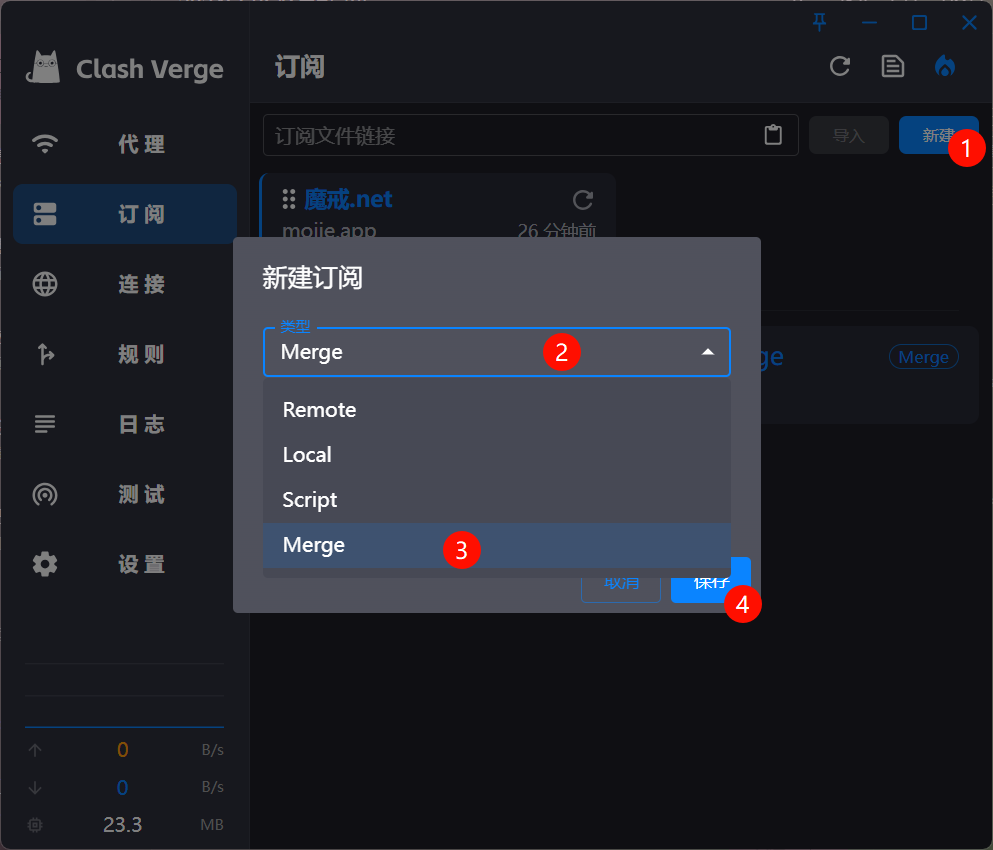 Clash Verge
订阅
代 理
订阅文件链接
导入
新建
1
订 阅
魔戒.net
mojie.app
26 分钟前
连 接
新建订阅
类型
Merge
2
规 则
ge
Merge
Remote
日 志
Local
测 试
Script
Merge
3
设 置
取消
保存
4
0
B/s
0
B/s
23.3
MB